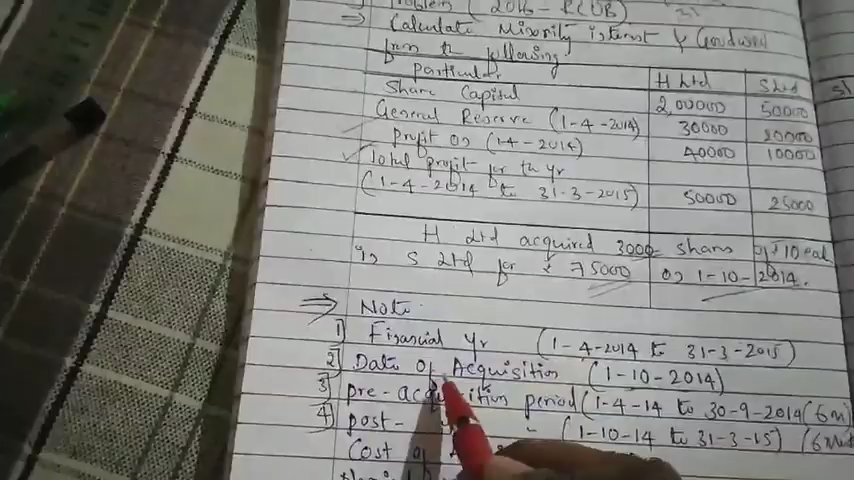 Problem (2016 - RCUB)
⇒ Calculate Minority interest & Goodwill
from the following.
Particular. H Ltd S Ltd
Share Capital 2,00000 50000
General Reserve (1-4-2014) 30000 20000
Profit on (1-4-2014) 40000 10000
Total profit for the yr
(1-4-2014 to 31-3-2015) 50000 25000
H Ltd acquired 3000 shares of ₹10 each
in S Ltd for ₹ 75000 on 1-10-2014.
⇒ Note:
1) Financial yr (1-4-2014 to 31-3-2015)
2) Date of Acquisition (1-10-2014)
3) Pre-acquisition period (1-4-14 to 30-9-2014 (6m)
4) Post- (1-10-14 to 31-3-15)
Cost of